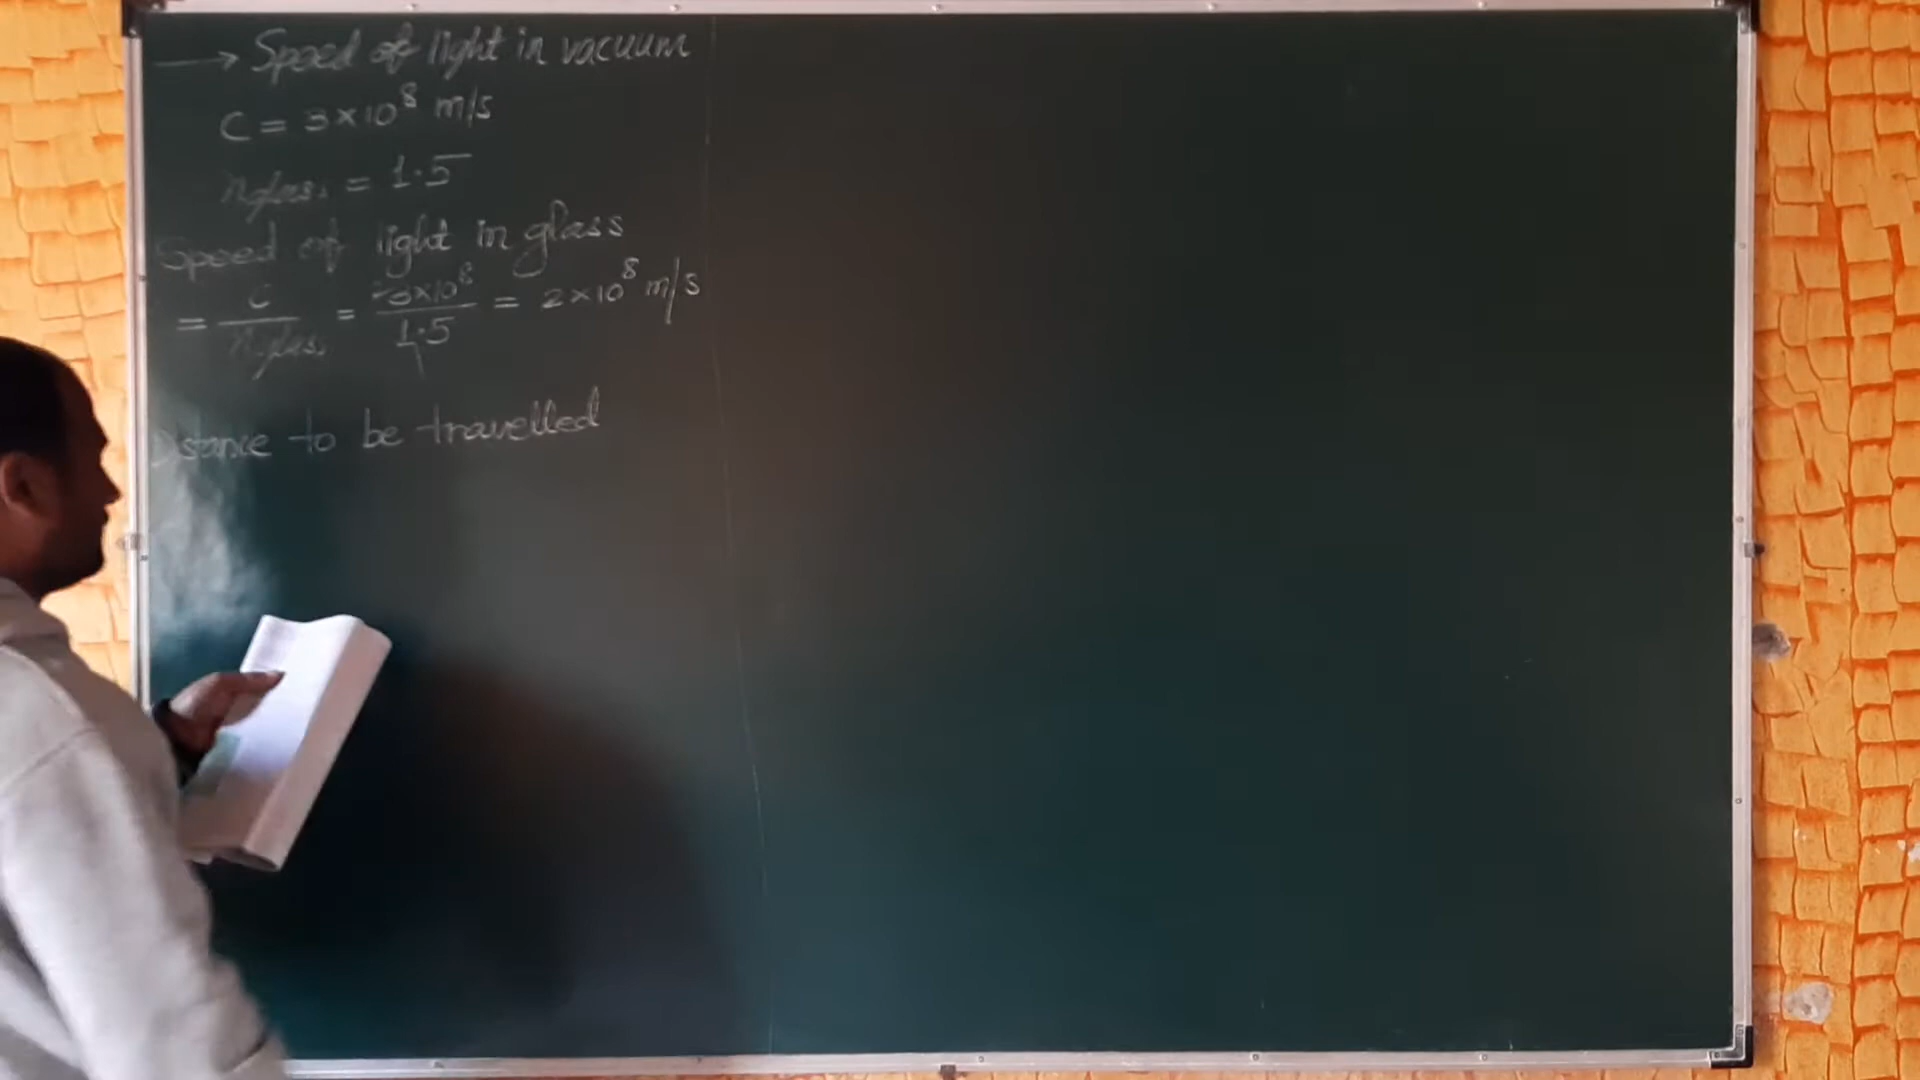 → Speed of light in vacuum
C = 3×10⁸ m/s
nglass = 1.5
Speed of light in glass
= C/nglass = 3×10⁸/1.5 = 2×10⁸ m/s
Distance to be travelled